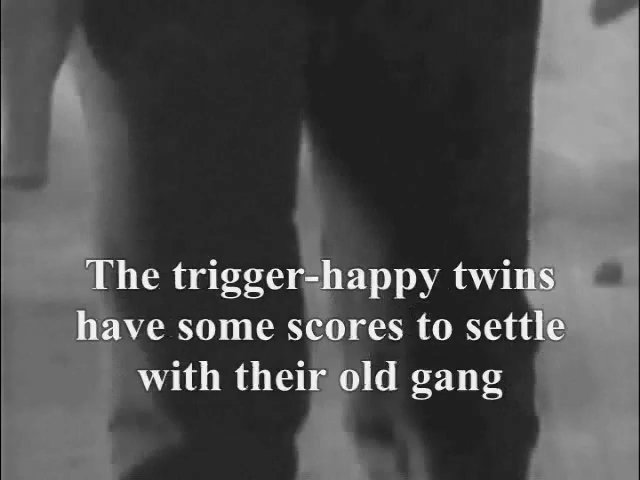 The trigger-happy twins
have some scores to settle
with their old gang